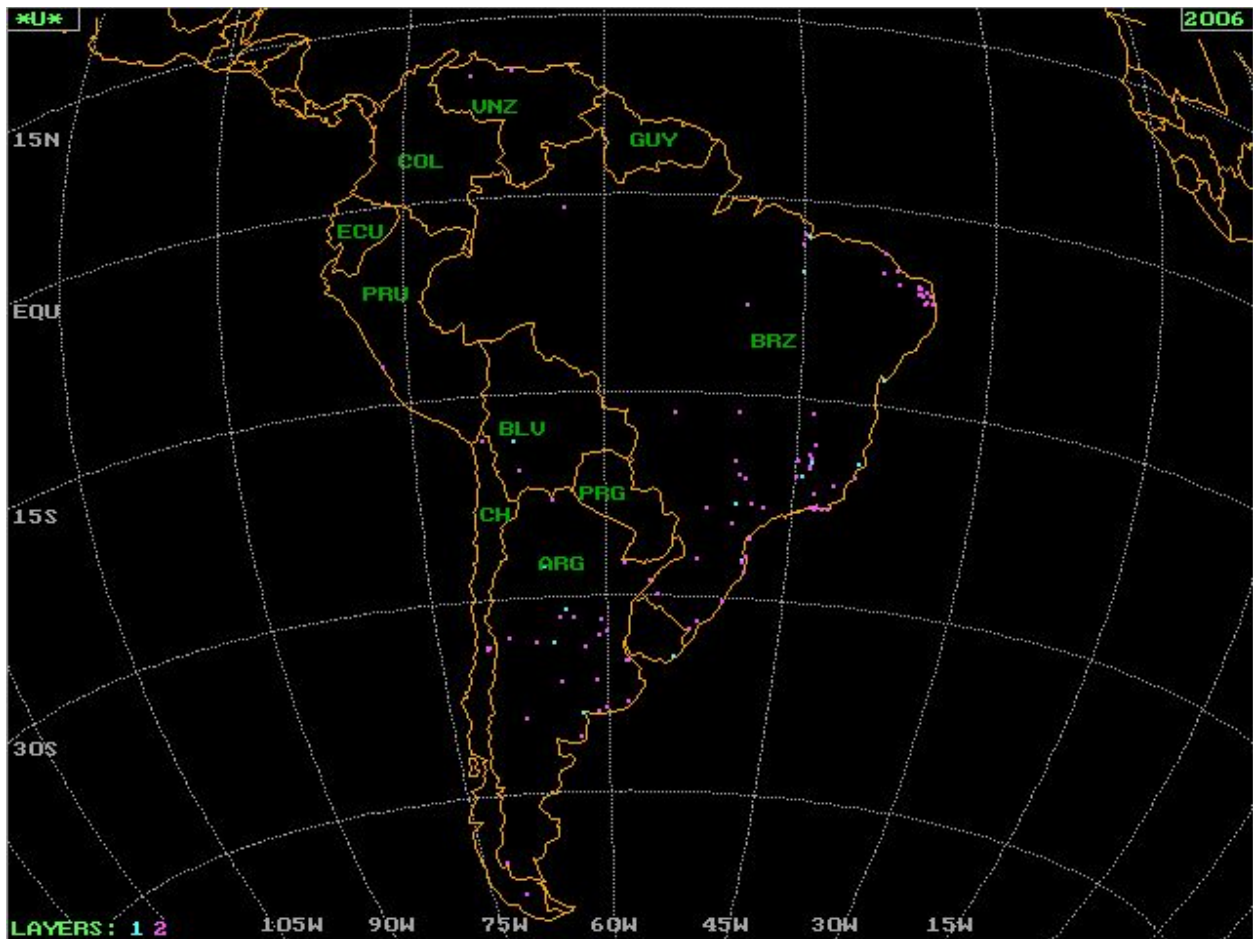 *U* 2006
VNZ
15N GUY
COL
ECU
PRU
EQU
BRZ
BLV
PRG
15S CH
ARG
30S
LAYERS: 1 2 105W 90W 75W 60W 45W 30W 15W